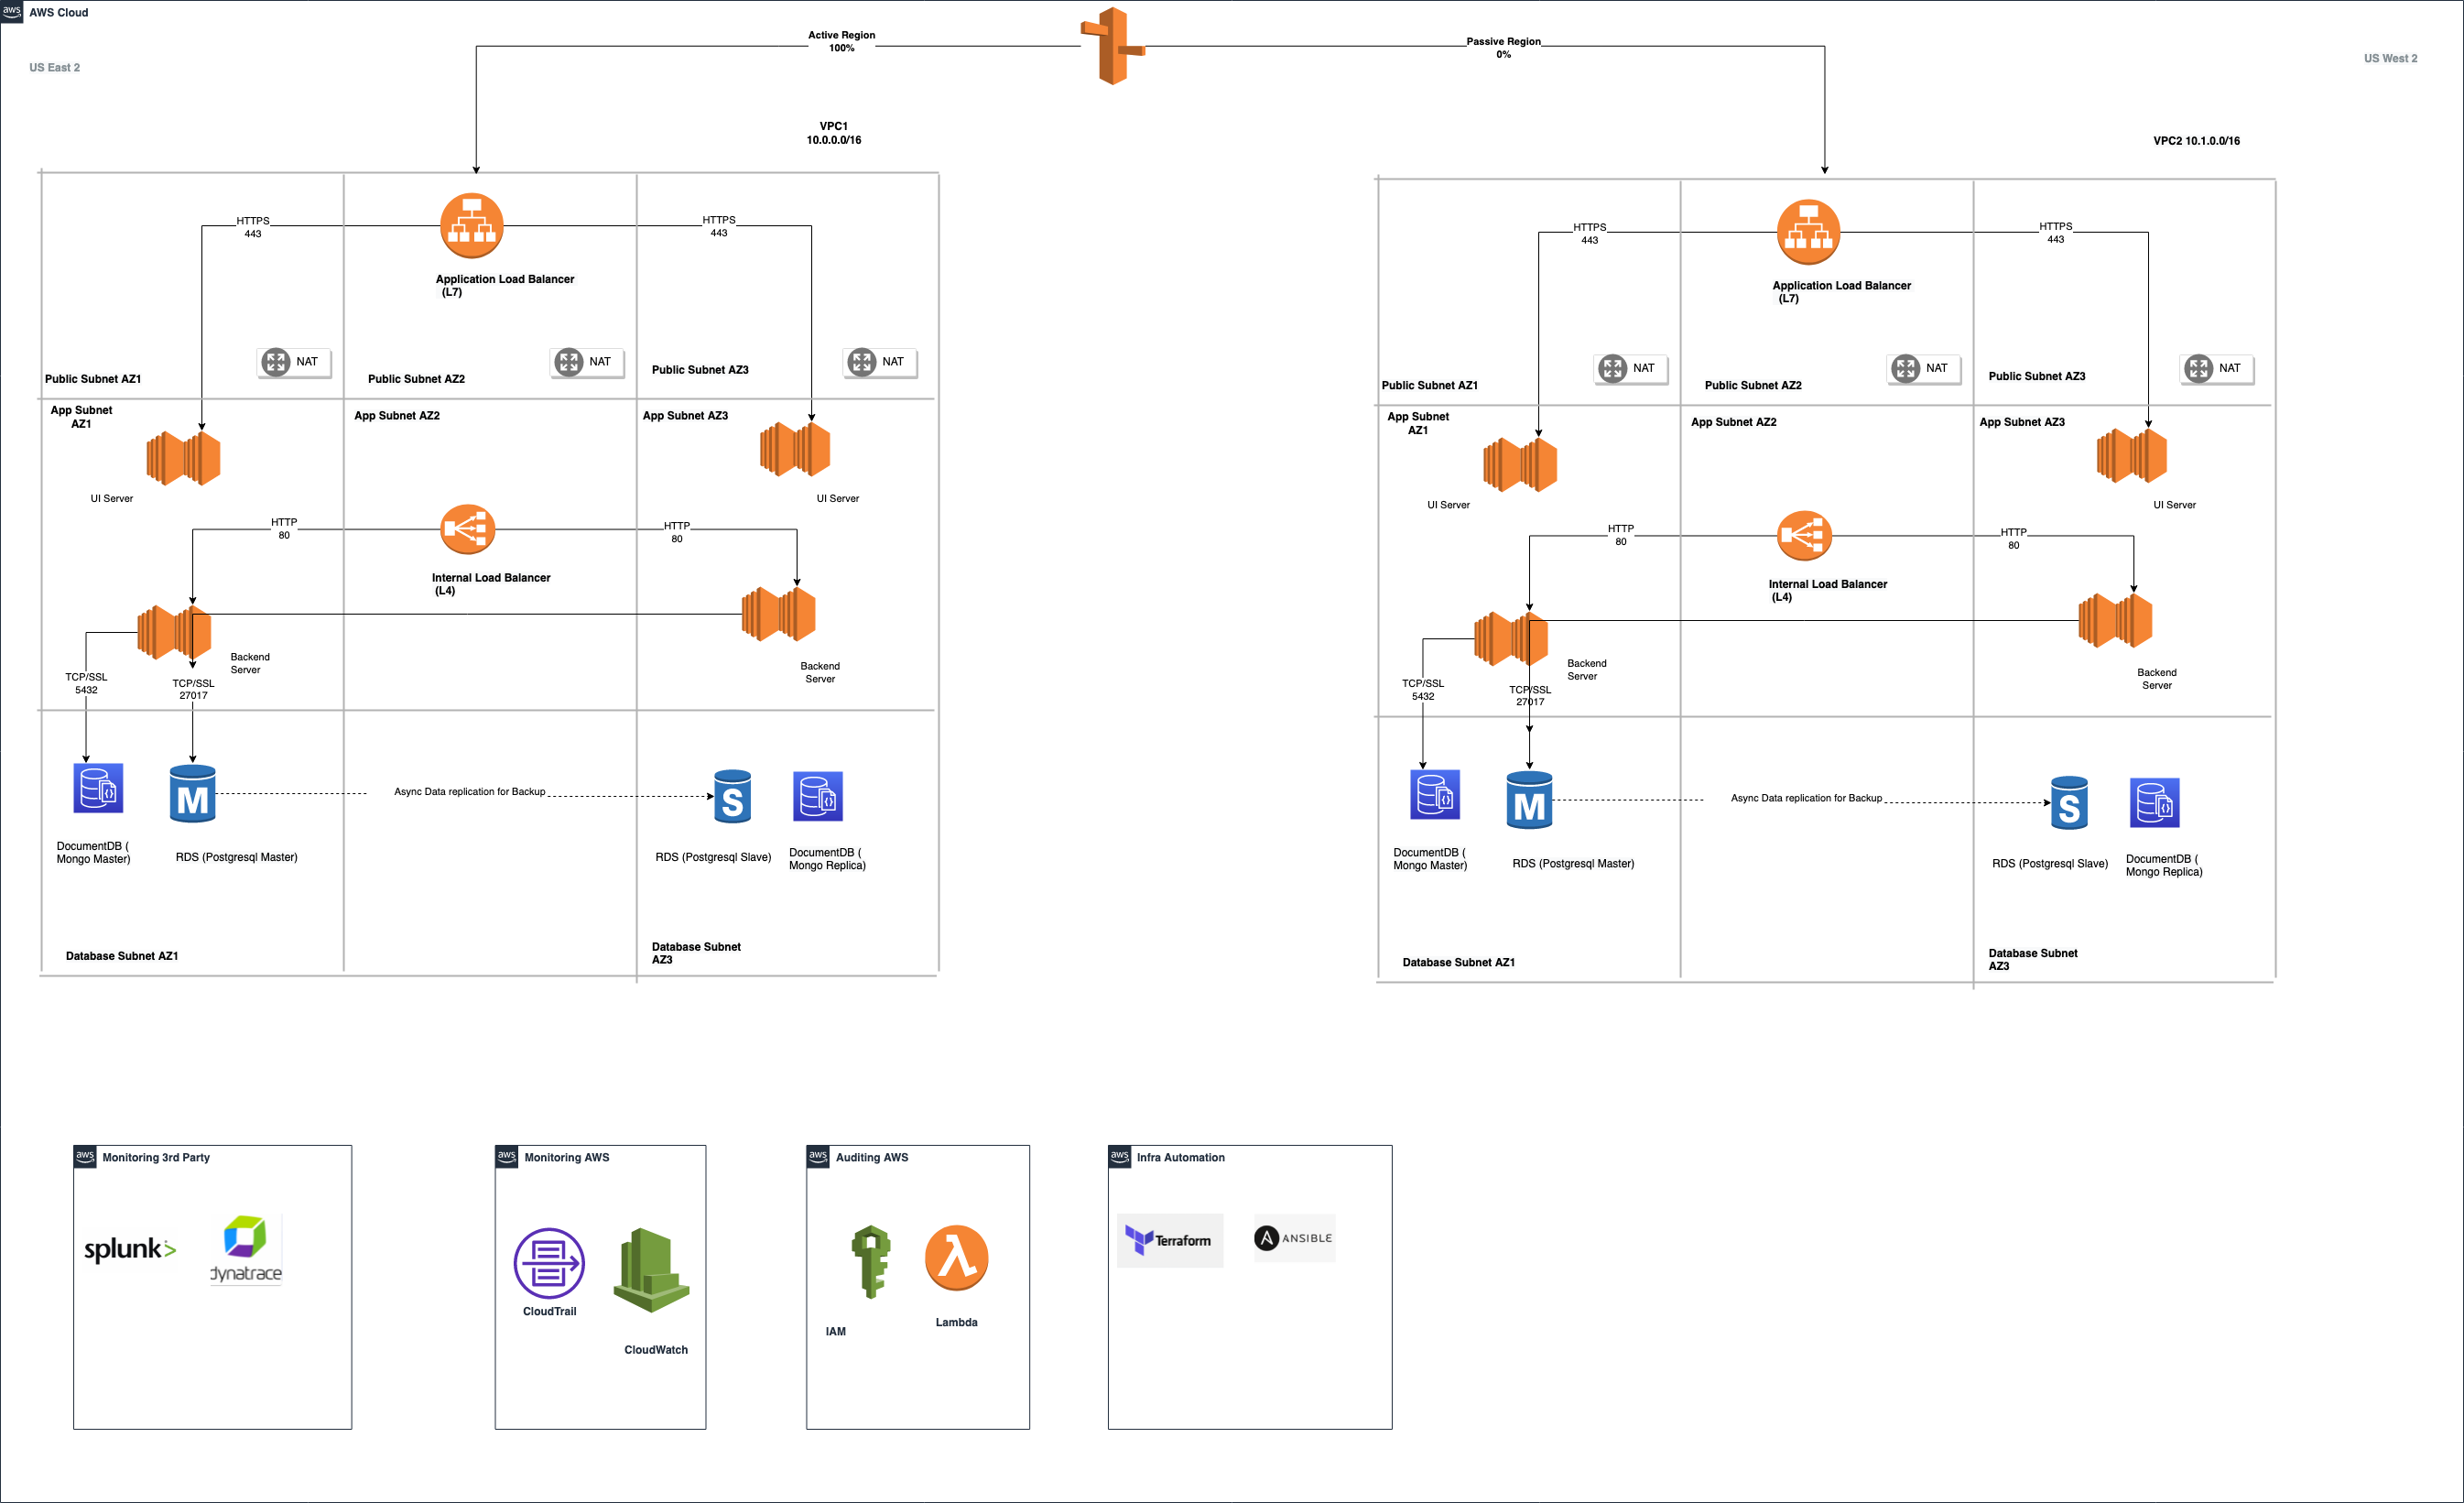 aws
AWS Cloud
US East 2
US West 2
Active Region
100%
Passive Region
0%
VPC1
10.0.0.0/16
VPC2 10.1.0.0/16
HTTPS
443
HTTPS
443
Application Load Balancer
(L7)
NAT
NAT
NAT
Public Subnet AZ1
Public Subnet AZ2
Public Subnet AZ3
App Subnet
AZ1
App Subnet AZ2
App Subnet AZ3
UI Server
UI Server
HTTP
80
HTTP
80
Internal Load Balancer
(L4)
Backend
Server
Backend
Server
TCP/SSL
5432
TCP/SSL
27017
M
Async Data replication for Backup
S
DocumentDB (
Mongo Master)
RDS (Postgresql Master)
RDS (Postgresql Slave)
DocumentDB (
Mongo Replica)
Database Subnet AZ1
Database Subnet
AZ3
HTTPS
443
HTTPS
443
Application Load Balancer
(L7)
NAT
NAT
NAT
Public Subnet AZ1
Public Subnet AZ2
Public Subnet AZ3
App Subnet
AZ1
App Subnet AZ2
App Subnet AZ3
UI Server
UI Server
HTTP
80
HTTP
80
Internal Load Balancer
(L4)
Backend
Server
Backend
Server
TCP/SSL
5432
TCP/SSL
27017
M
Async Data replication for Backup
S
DocumentDB (
Mongo Master)
RDS (Postgresql Master)
RDS (Postgresql Slave)
DocumentDB (
Mongo Replica)
Database Subnet AZ1
Database Subnet
AZ3
aws
Monitoring 3rd Party
splunk>
dynatrace
aws
Monitoring AWS
CloudTrail
CloudWatch
aws
Auditing AWS
IAM
Lambda
aws
Infra Automation
Terraform
A ANSIBLE